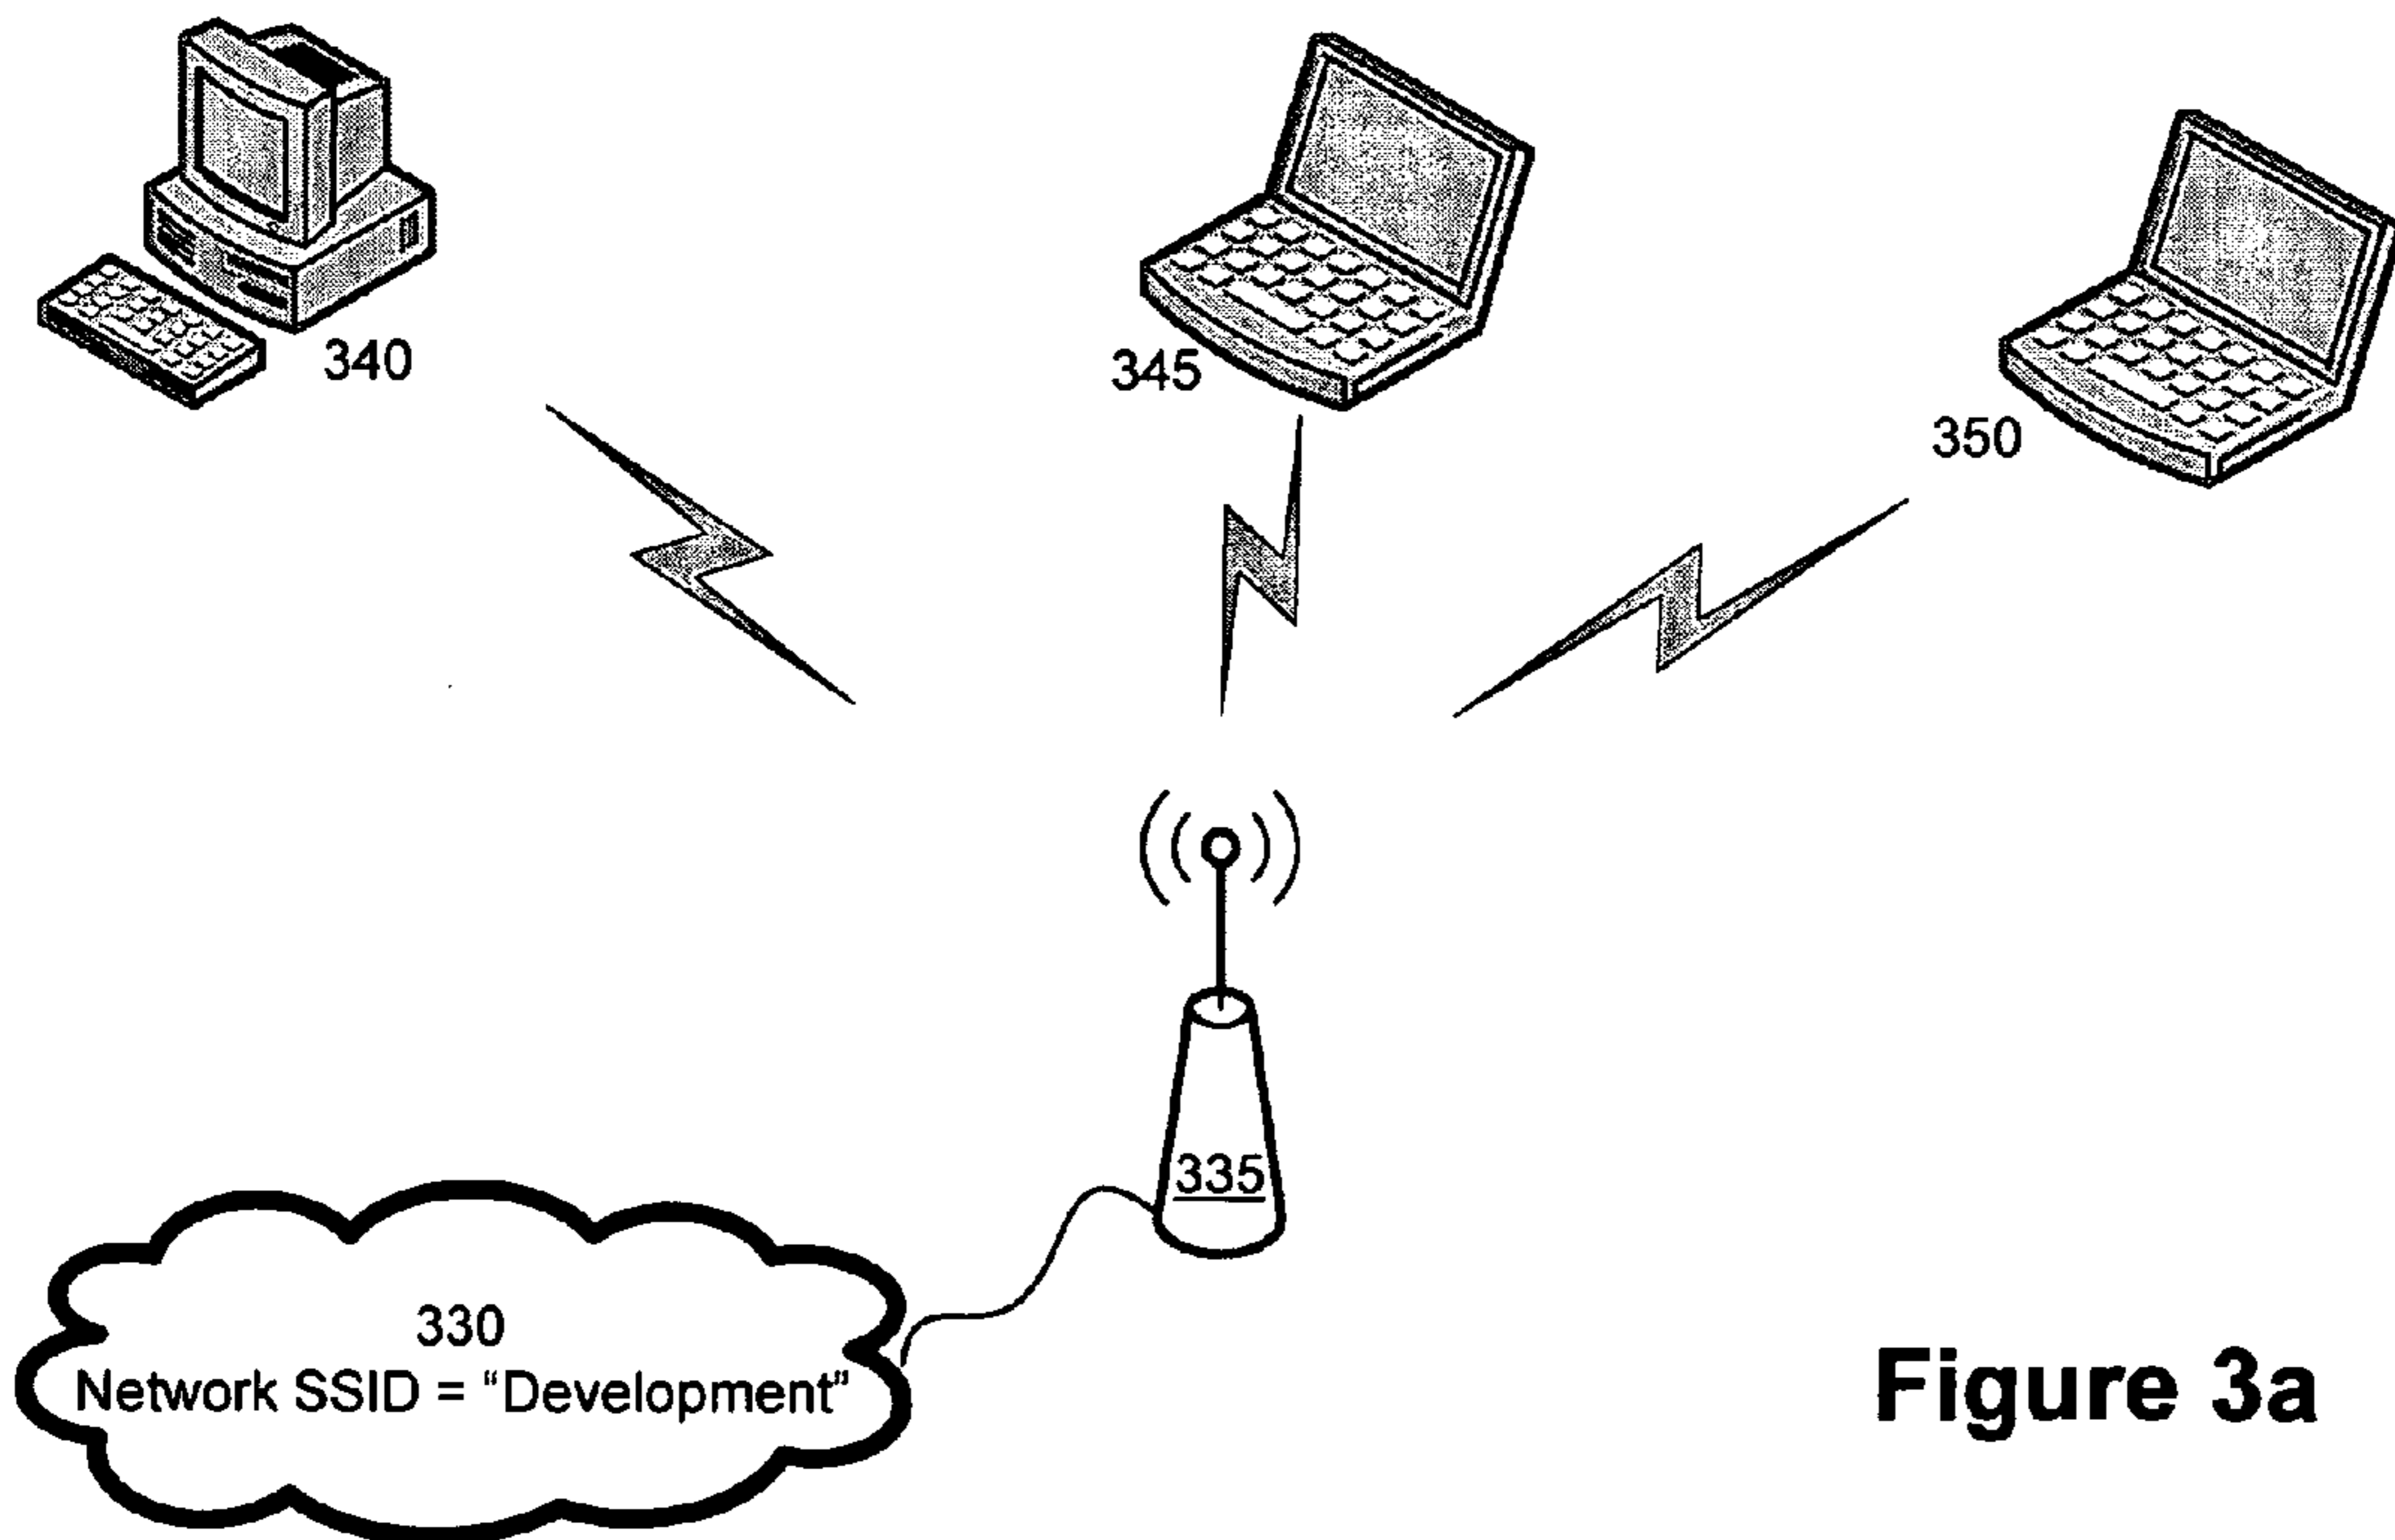 340
345
350
335
330
Network SSID = “Development”
Figure 3a